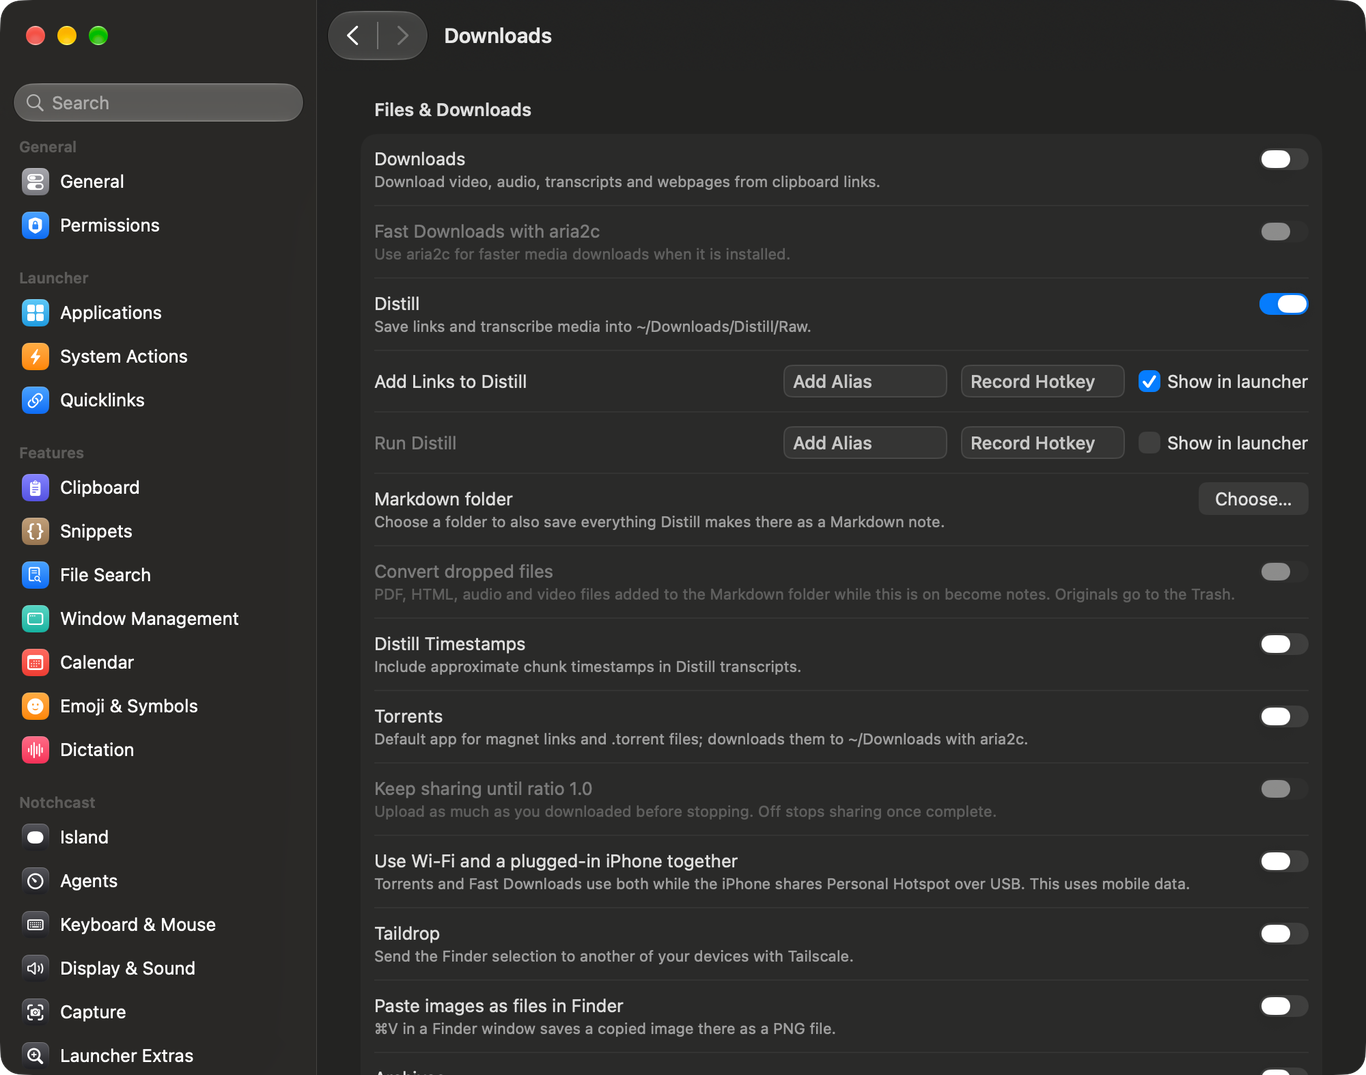 Downloads
Search
General
General
Permissions
Launcher
Applications
System Actions
Quicklinks
Features
Clipboard
Snippets
File Search
Window Management
Calendar
Emoji & Symbols
Dictation
Notchcast
Island
Agents
Keyboard & Mouse
Display & Sound
Capture
Launcher Extras
Files & Downloads
Downloads
Download video, audio, transcripts and webpages from clipboard links.
Fast Downloads with aria2c
Use aria2c for faster media downloads when it is installed.
Distill
Save links and transcribe media into ~/Downloads/Distill/Raw.
Add Links to Distill Add Alias Record Hotkey Show in launcher
Run Distill Add Alias Record Hotkey Show in launcher
Markdown folder
Choose...
Choose a folder to also save everything Distill makes there as a Markdown note.
Convert dropped files
PDF, HTML, audio and video files added to the Markdown folder while this is on become notes. Originals go to the Trash.
Distill Timestamps
Include approximate chunk timestamps in Distill transcripts.
Torrents
Default app for magnet links and .torrent files; downloads them to ~/Downloads with aria2c.
Keep sharing until ratio 1.0
Upload as much as you downloaded before stopping. Off stops sharing once complete.
Use Wi-Fi and a plugged-in iPhone together
Torrents and Fast Downloads use both while the iPhone shares Personal Hotspot over USB. This uses mobile data.
Taildrop
Send the Finder selection to another of your devices with Tailscale.
Paste images as files in Finder
⌘V in a Finder window saves a copied image there as a PNG file.